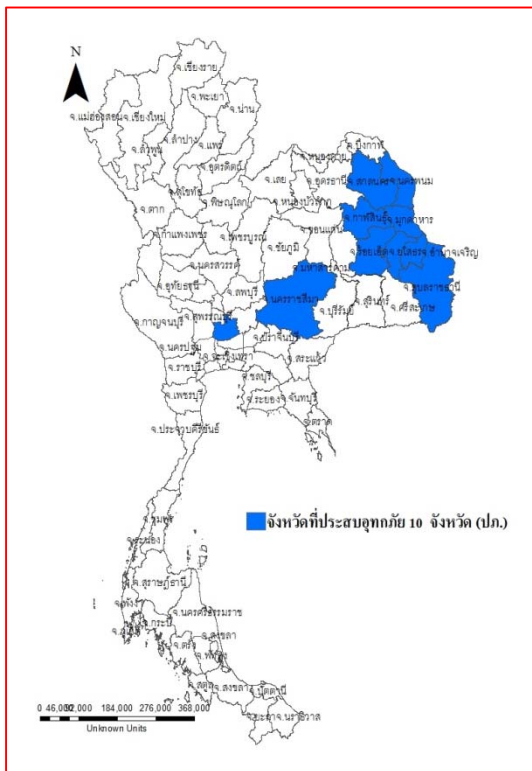 N
จ.เชียงราย
จ.พะเยา
จ.น่าน
จ.แม่ฮ่องสอน
จ.เชียงใหม่
จ.ลำปาง
จ.แพร่
จ.ลำพูน
จ.อุตรดิตถ์
จ.สุโขทัย
จ.ตาก
จ.พิษณุโลก
จ.กำแพงเพชร
จ.เพชรบูรณ์
จ.เลย
จ.หนองคาย
จ.บึงกาฬ
จ.อุดรธานี
จ.หนองบัวลำภู
จ.สกลนคร
จ.นครพนม
จ.ขอนแก่น
จ.กาฬสินธุ์
จ.มุกดาหาร
จ.ชัยภูมิ
จ.มหาสารคาม
จ.ร้อยเอ็ด
จ.ยโสธร
จ.อำนาจเจริญ
จ.อุบลราชธานี
จ.นครสวรรค์
จ.อุทัยธานี
จ.ลพบุรี
จ.นครราชสีมา
จ.บุรีรัมย์
จ.สุรินทร์
จ.ศรีสะเกษ
จ.กาญจนบุรี
จ.สุพรรณบุรี
จ.นครปฐม
จ.ปราจีนบุรี
จ.ฉะเชิงเทรา
จ.สระแก้ว
จ.ราชบุรี
จ.ชลบุรี
จ.เพชรบุรี
จ.ระยอง
จ.จันทบุรี
จ.ตราด
จ.ประจวบคีรีขันธ์
จ.ชุมพร
จ.ระนอง
จังหวัดที่ประสบอุทกภัย 10 จังหวัด (ปภ.)
จ.สุราษฎร์ธานี
จ.พังงา
จ.กระบี่
จ.ภูเก็ต
จ.นครศรีธรรมราช
จ.ตรัง
จ.สงขลา
จ.พัทลุง
จ.สตูล
จ.สงขลา
จ.ปัตตานี
จ.ยะลา
จ.นราธิวาส
0 46,000 92,000 184,000 276,000 368,000
Unknown Units